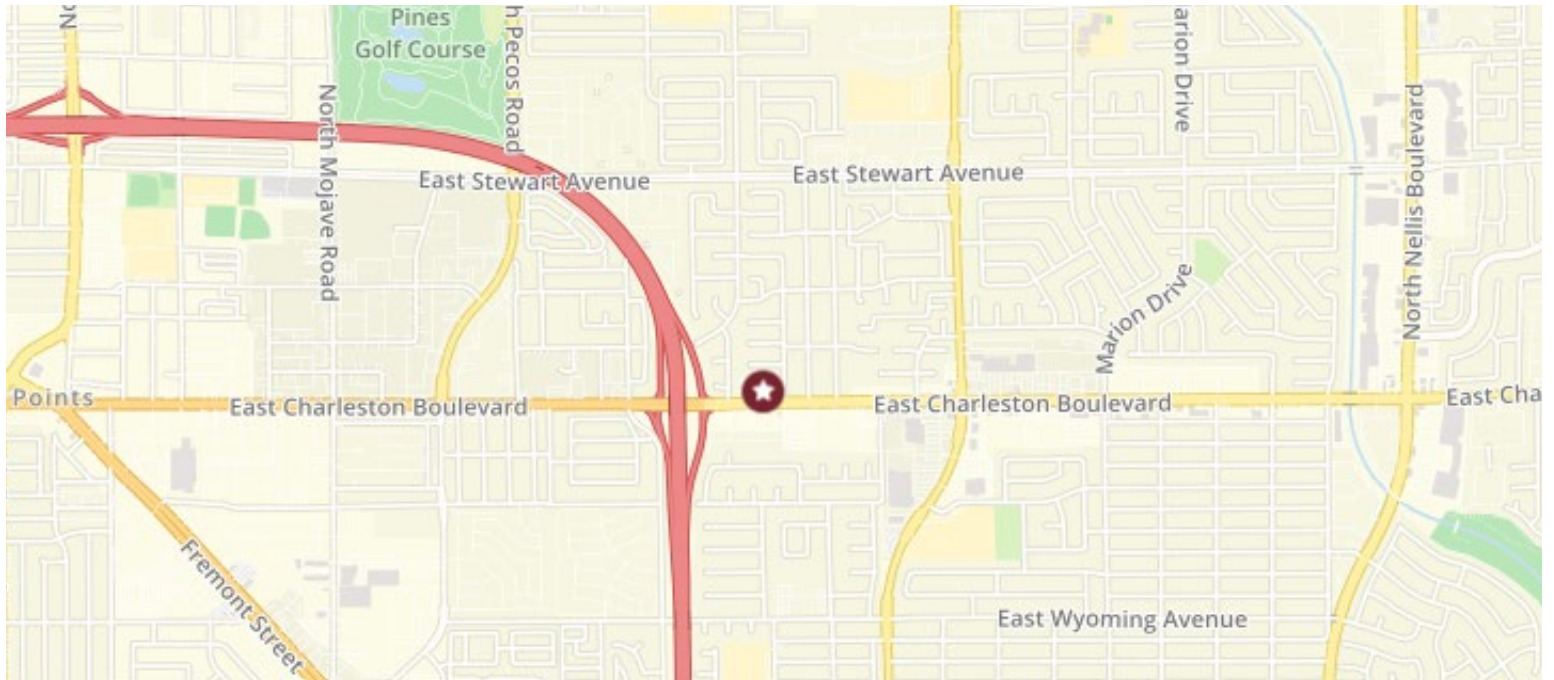 Pines
Golf Course
h Pecos Road
arion Drive
North Mojave Road
North Nellis Boulevard
East Stewart Avenue
East Stewart Avenue
Marion Drive
Points
East Charleston Boulevard
East Charleston Boulevard
East Cha
Fremont Street
East Wyoming Avenue